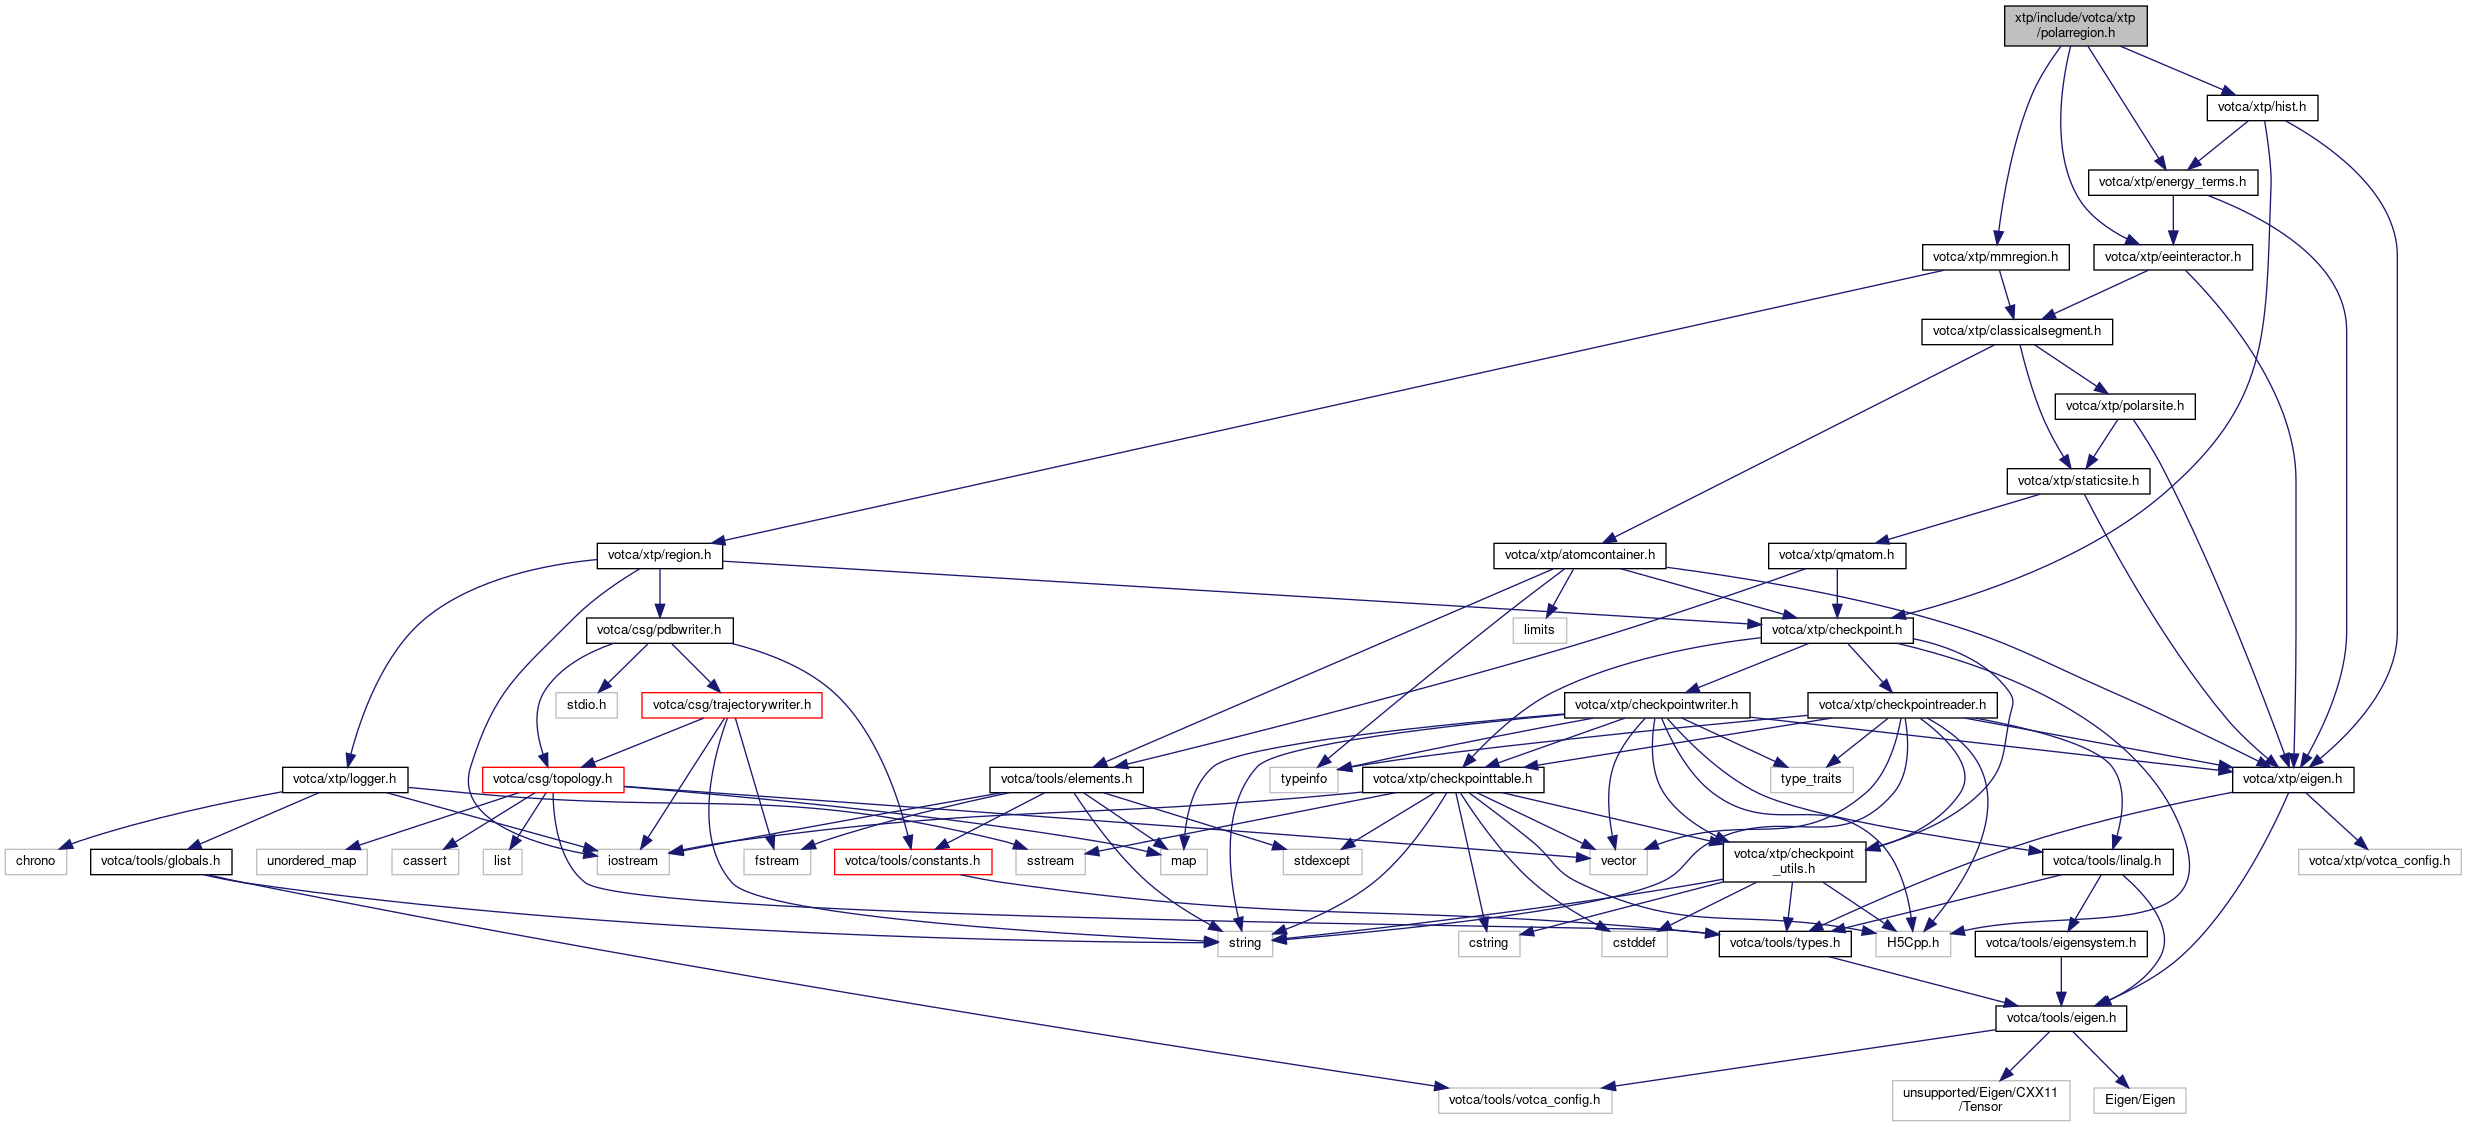 xtp/include/votca/xtp
/polarregion.h
votca/xtp/hist.h
votca/xtp/energy_terms.h
votca/xtp/mmregion.h
votca/xtp/eeinteractor.h
votca/xtp/classicalsegment.h
votca/xtp/polarsite.h
votca/xtp/staticsite.h
votca/xtp/region.h
votca/xtp/atomcontainer.h
votca/xtp/qmatom.h
votca/csg/pdbwriter.h
limits
votca/xtp/checkpoint.h
stdio.h
votca/csg/trajectorywriter.h
votca/xtp/checkpointwriter.h
votca/xtp/checkpointreader.h
votca/xtp/logger.h
votca/csg/topology.h
votca/tools/elements.h
typeinfo
votca/xtp/checkpointtable.h
type_traits
votca/xtp/eigen.h
chrono
votca/tools/globals.h
unordered_map
cassert
list
iostream
fstream
votca/tools/constants.h
sstream
map
stdexcept
vector
votca/xtp/checkpoint
_utils.h
votca/tools/linalg.h
votca/xtp/votca_config.h
string
cstring
cstddef
votca/tools/types.h
H5Cpp.h
votca/tools/eigensystem.h
votca/tools/eigen.h
votca/tools/votca_config.h
unsupported/Eigen/CXX11
/Tensor
Eigen/Eigen